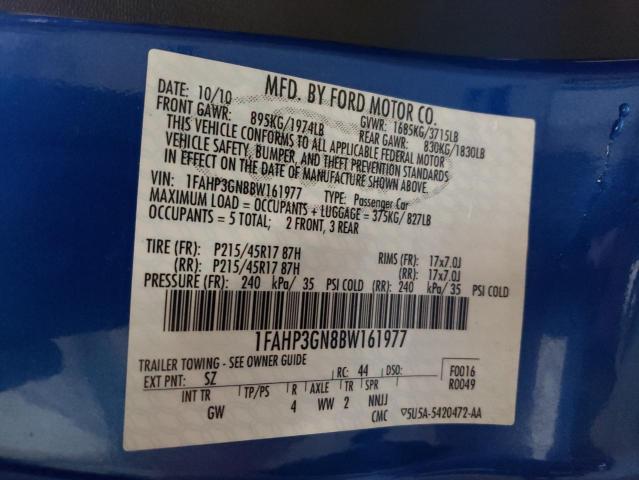 MFD. BY FORD MOTOR CO.
DATE: 10/10 GVWR: 1685KG/3715LB
FRONT GAWR: 895KG/1974LB REAR GAWR: 830KG/1830LB
THIS VEHICLE CONFORMS TO ALL APPLICABLE FEDERAL MOTOR
VEHICLE SAFETY, BUMPER, AND THEFT PREVENTION STANDARDS
IN EFFECT ON THE DATE OF MANUFACTURE SHOWN ABOVE.
VIN: 1FAHP3GN8BW161977 TYPE: Passenger Car
MAXIMUM LOAD = OCCUPANTS + LUGGAGE = 375KG/ 827LB
OCCUPANTS = 5 TOTAL; 2 FRONT, 3 REAR
TIRE (FR): P215/45R17 87H RIMS (FR): 17x7.0J
(RR): P215/45R17 87H (RR): 17x7.0J
PRESSURE (FR): 240 kPa/ 35 PSI COLD (RR): 240 kPa/ 35 PSI COLD
1FAHP3GN8BW161977
TRAILER TOWING - SEE OWNER GUIDE
EXT PNT: SZ RC: 44 DSO: F0016
R0049
INT TR TP/PS R AXLE TR SPR
GW 4 WW 2 NNJJ
CMC ▽5U5A-5420472-AA